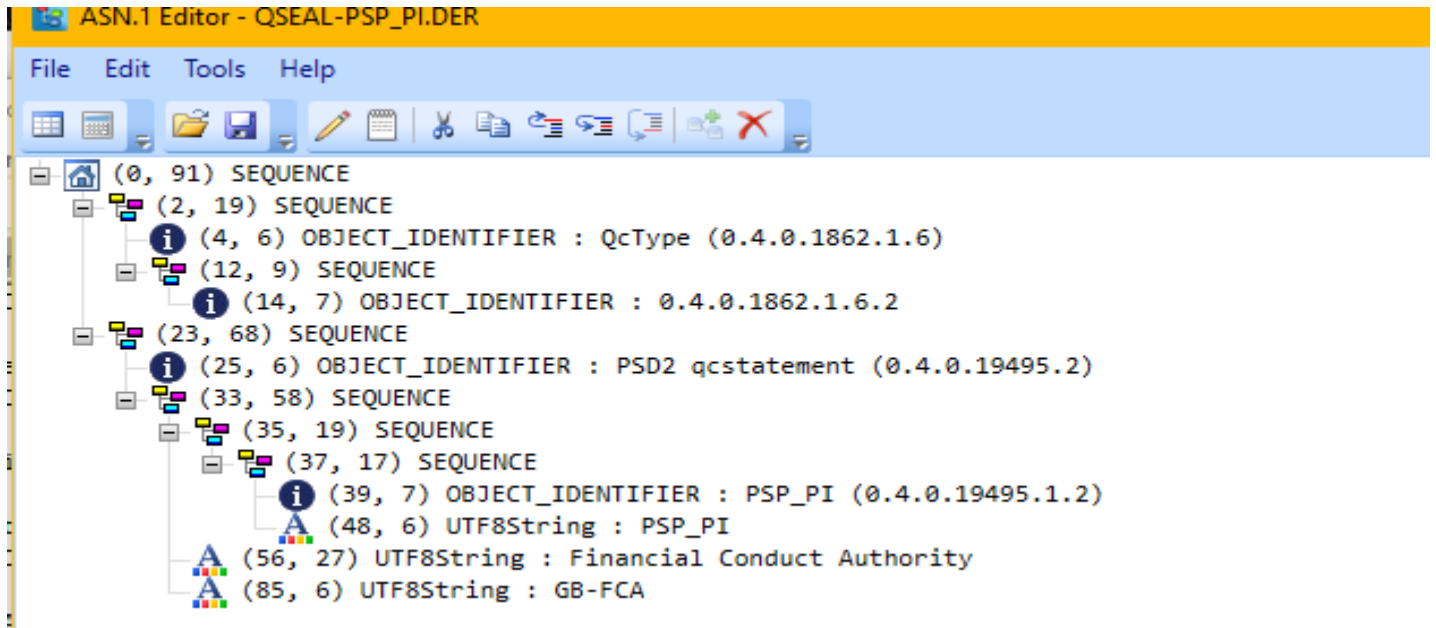 ASN.1 Editor - QSEAL-PSP_PI.DER
File Edit Tools Help
(0, 91) SEQUENCE
(2, 19) SEQUENCE
(4, 6) OBJECT_IDENTIFIER : QcType (0.4.0.1862.1.6)
(12, 9) SEQUENCE
(14, 7) OBJECT_IDENTIFIER : 0.4.0.1862.1.6.2
(23, 68) SEQUENCE
(25, 6) OBJECT_IDENTIFIER : PSD2 qcstatement (0.4.0.19495.2)
(33, 58) SEQUENCE
(35, 19) SEQUENCE
(37, 17) SEQUENCE
(39, 7) OBJECT_IDENTIFIER : PSP_PI (0.4.0.19495.1.2)
(48, 6) UTF8String : PSP_PI
(56, 27) UTF8String : Financial Conduct Authority
(85, 6) UTF8String : GB-FCA